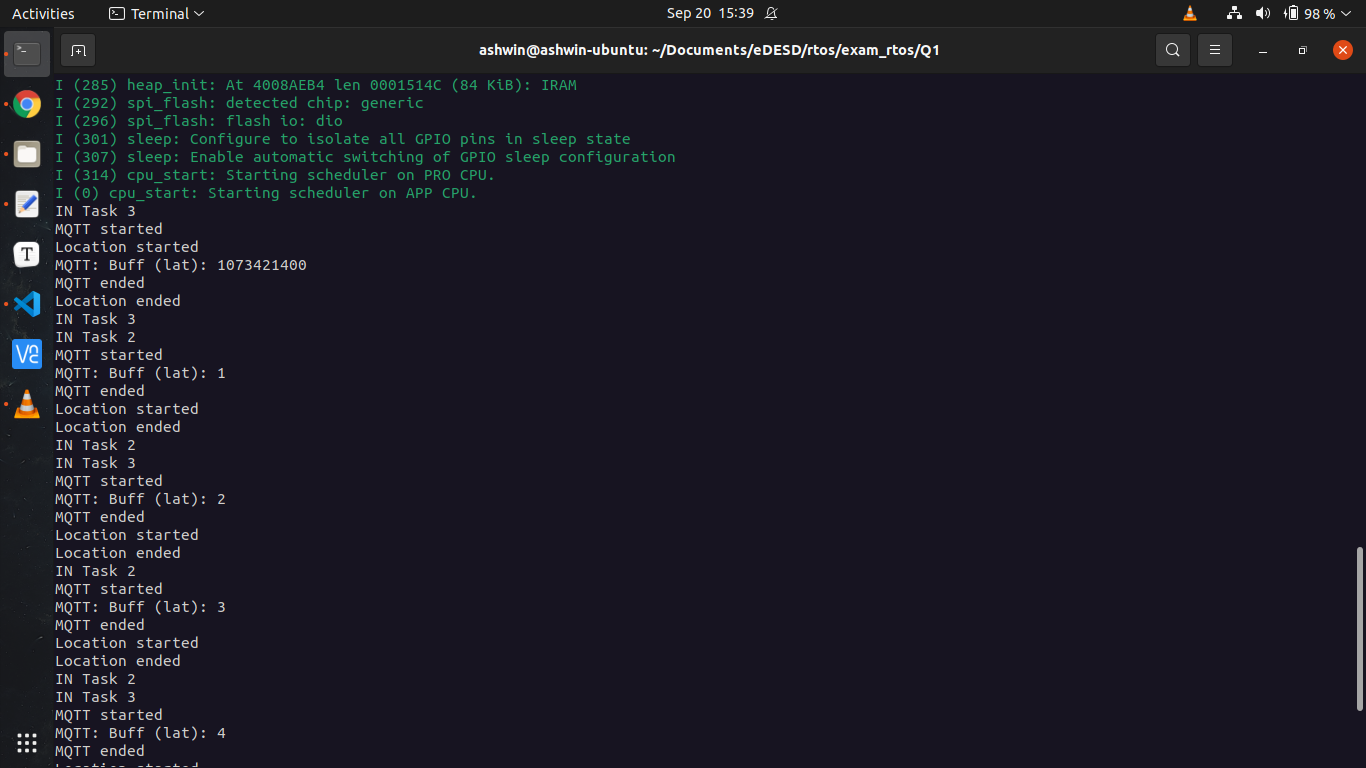 Activities
Terminal
Sep 20 15:39
98 %
ashwin@ashwin-ubuntu: ~/Documents/eDESD/rtos/exam_rtos/Q1
I (285) heap_init: At 4008AEB4 len 0001514C (84 KiB): IRAM
I (292) spi_flash: detected chip: generic
I (296) spi_flash: flash io: dio
I (301) sleep: Configure to isolate all GPIO pins in sleep state
I (307) sleep: Enable automatic switching of GPIO sleep configuration
I (314) cpu_start: Starting scheduler on PRO CPU.
I (0) cpu_start: Starting scheduler on APP CPU.
IN Task 3
MQTT started
Location started
MQTT: Buff (lat): 1073421400
MQTT ended
Location ended
IN Task 3
IN Task 2
MQTT started
MQTT: Buff (lat): 1
MQTT ended
Location started
Location ended
IN Task 2
IN Task 3
MQTT started
MQTT: Buff (lat): 2
MQTT ended
Location started
Location ended
IN Task 2
MQTT started
MQTT: Buff (lat): 3
MQTT ended
Location started
Location ended
IN Task 2
IN Task 3
MQTT started
MQTT: Buff (lat): 4
MQTT ended
Location started